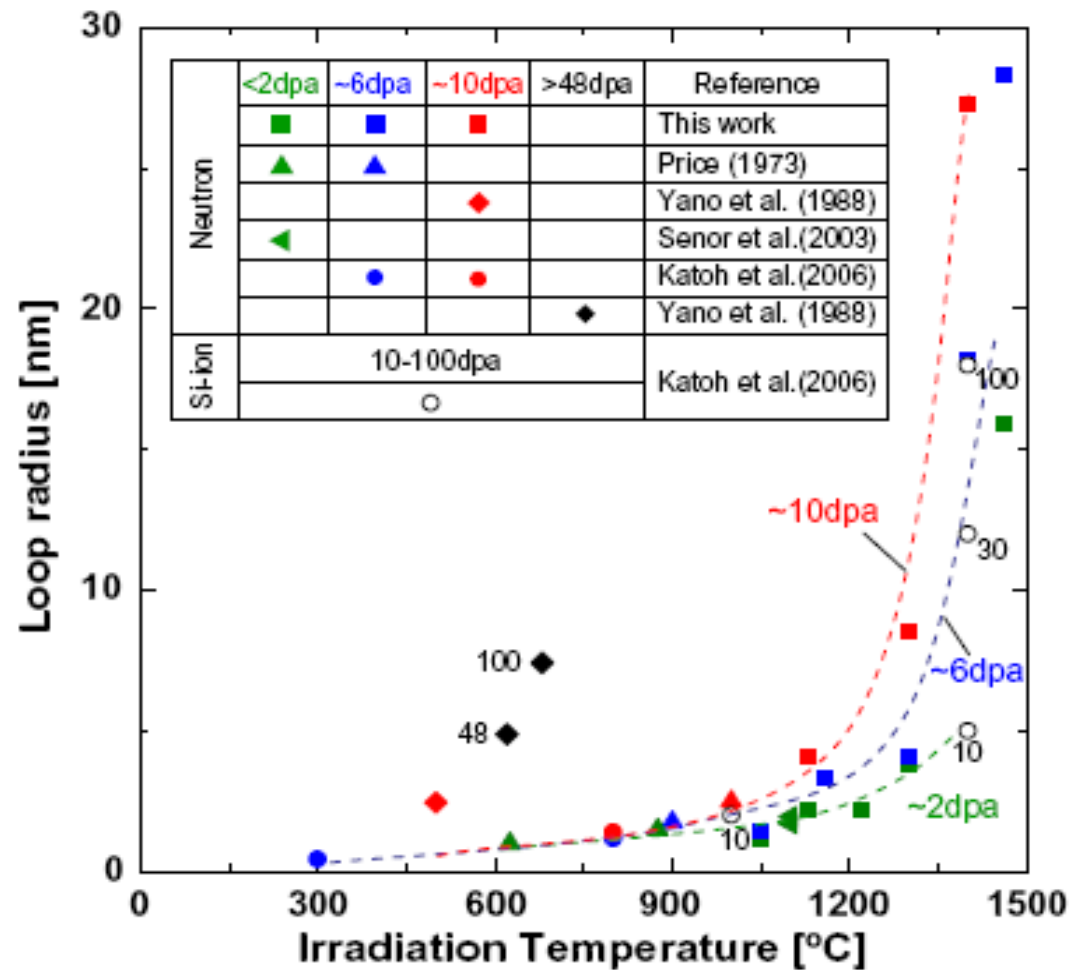 30
20
10
0
Loop radius [nm]
Neutron
<2dpa ~6dpa ~10dpa >48dpa Reference
This work
Price (1973)
Yano et al. (1988)
Senor et al.(2003)
Katoh et al.(2006)
Yano et al. (1988)
Si-ion
10-100dpa
Katoh et al.(2006)
100
~10dpa
30
100
~6dpa
48
10
~2dpa
10
0 300 600 900 1200 1500
Irradiation Temperature [ºC]